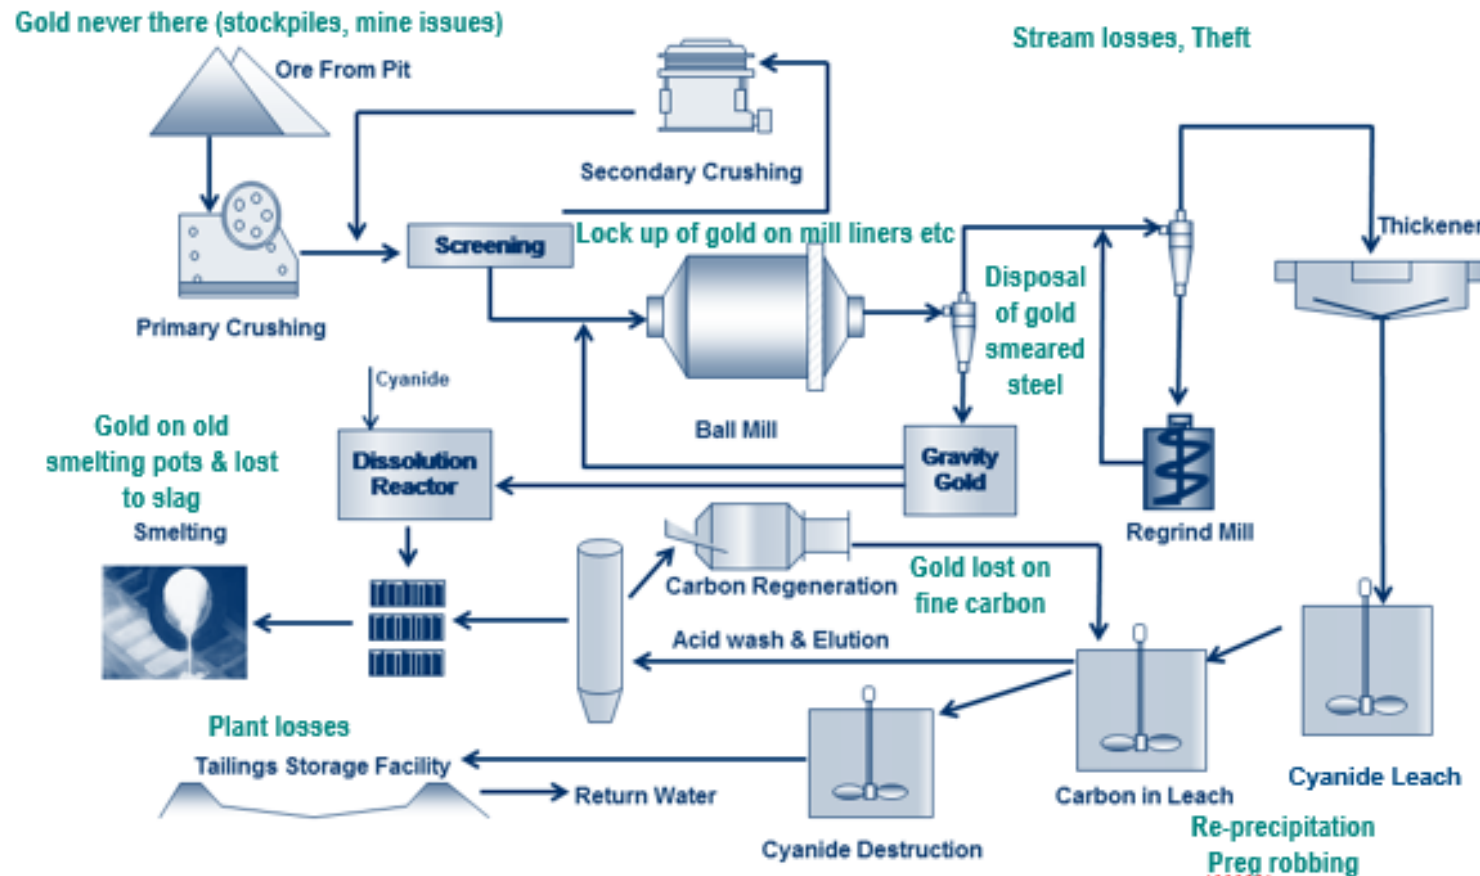 Gold never there (stockpiles, mine issues)
Stream losses, Theft
Ore From Pit
Secondary Crushing
Thickener
Screening
Lock up of gold on mill liners etc
Primary Crushing
Disposal
of gold
smeared
steel
Cyanide
Ball Mill
Gold on old
smelting pots & lost
to slag
Dissolution
Reactor
Gravity
Gold
Smelting
Regrind Mill
Carbon Regeneration
Gold lost on
fine carbon
Acid wash & Elution
Plant losses
Tailings Storage Facility
Return Water
Carbon in Leach
Cyanide Leach
Cyanide Destruction
Re-precipitation
Preg robbing